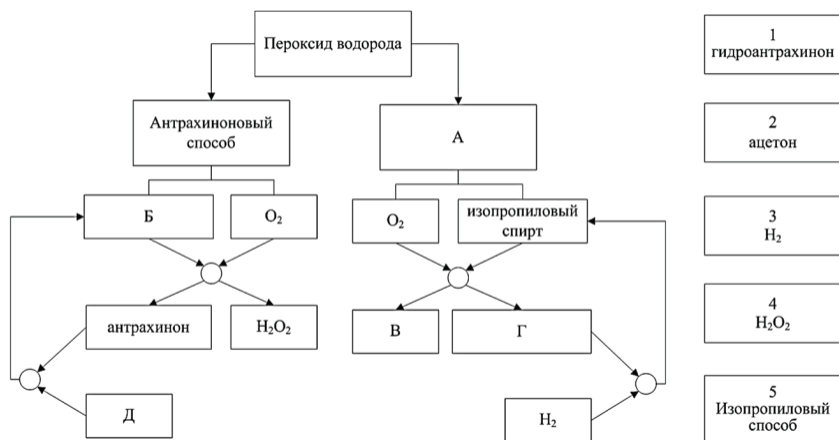 Пероксид водорода
Антрахиноновый
способ
А
Б
O₂
O₂
изопропиловый
спирт
антрахинон
H₂O₂
В
Г
Д
H₂
1
гидроантрахинон
2
ацетон
3
H₂
4
H₂O₂
5
Изопропиловый
способ